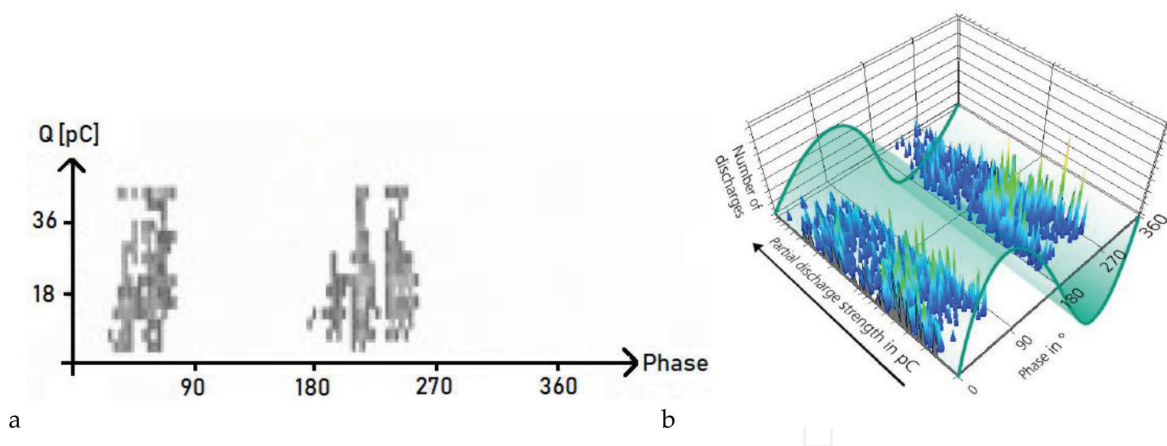 Q [pC]
36
18
90
180
270
360
Phase
a
Number of
discharges
Partial discharge strength in pC
0
90
180
270
360
Phase in °
b